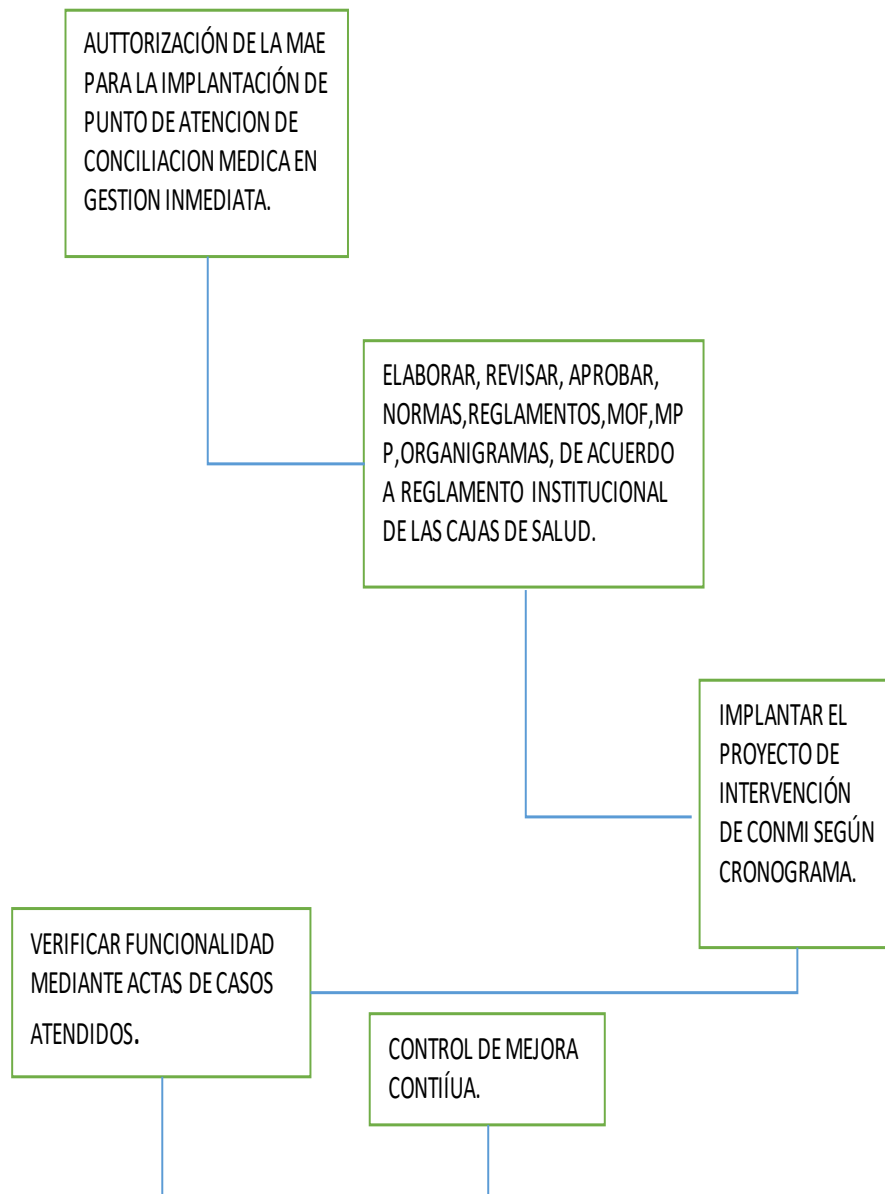 AUTTORIZACIÓN DE LA MAE
PARA LA IMPLANTACIÓN DE
PUNTO DE ATENCION DE
CONCILIACION MEDICA EN
GESTION INMEDIATA.
ELABORAR, REVISAR, APROBAR,
NORMAS,REGLAMENTOS,MOF,MP
P,ORGANIGRAMAS, DE ACUERDO
A REGLAMENTO INSTITUCIONAL
DE LAS CAJAS DE SALUD.
IMPLANTAR EL
PROYECTO DE
INTERVENCIÓN
DE CONMI SEGÚN
CRONOGRAMA.
VERIFICAR FUNCIONALIDAD
MEDIANTE ACTAS DE CASOS
ATENDIDOS.
CONTROL DE MEJORA
CONTIÍÚA.